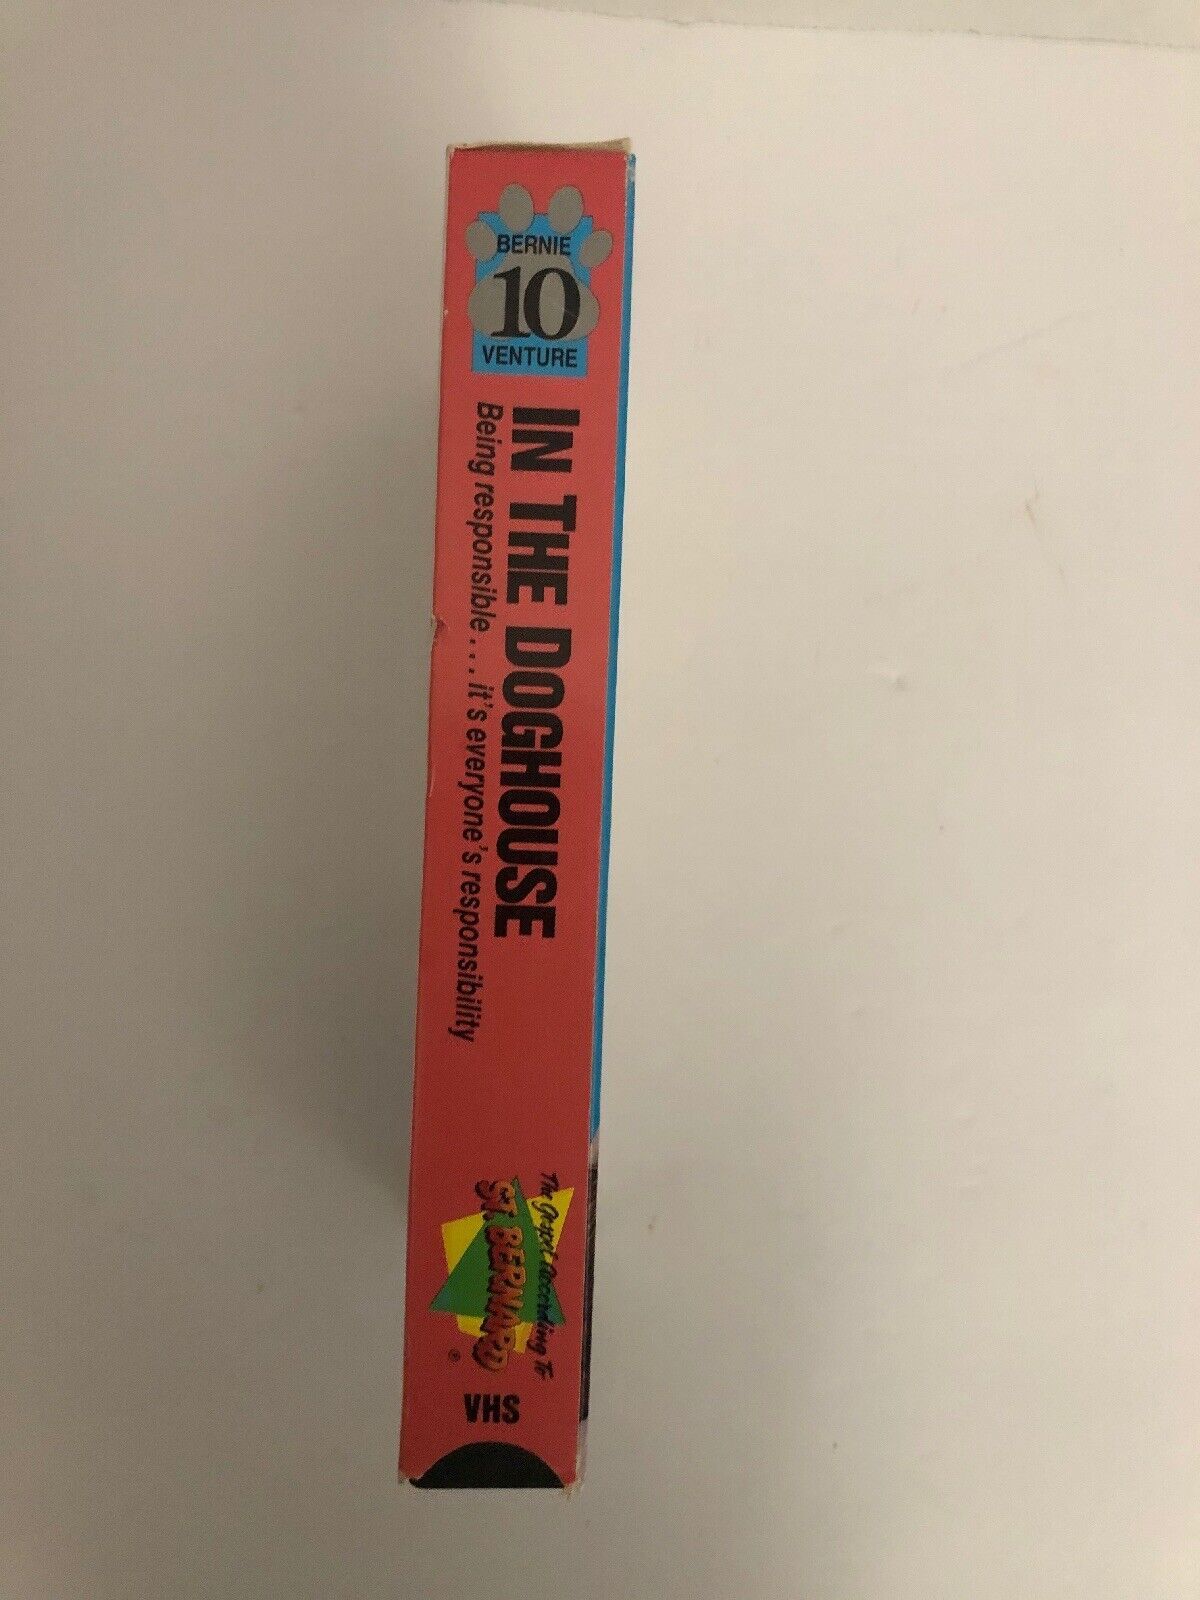 BERNIE
10
VENTURE
IN THE DOGHOUSE
Being responsible... it's everyone's responsibility
The Gospel According To
ST. BERNARD®
VHS